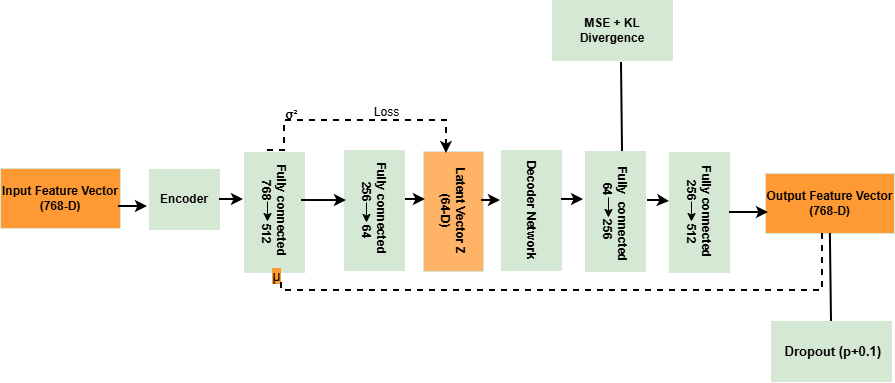 MSE + KL
Divergence
σ²
Loss
Input Feature Vector
(768-D)
Encoder
Fully connected
768⟶512
Fully connected
256⟶64
Latent Vector Z
(64-D)
Decoder Network
Fully connected
64⟶256
Fully connected
256⟶512
Output Feature Vector
(768-D)
μ
Dropout (p+0.1)